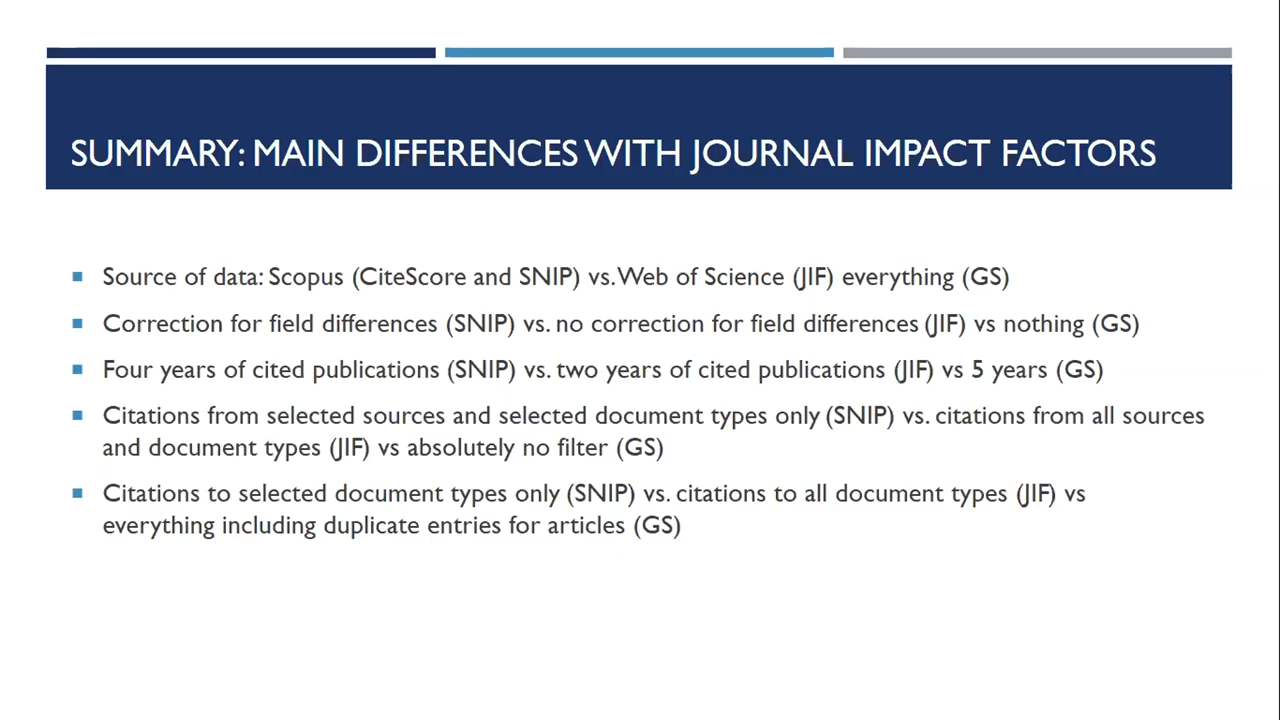 SUMMARY: MAIN DIFFERENCES WITH JOURNAL IMPACT FACTORS
Source of data: Scopus (CiteScore and SNIP) vs. Web of Science (JIF) everything (GS)
Correction for field differences (SNIP) vs. no correction for field differences (JIF) vs nothing (GS)
Four years of cited publications (SNIP) vs. two years of cited publications (JIF) vs 5 years (GS)
Citations from selected sources and selected document types only (SNIP) vs. citations from all sources
and document types (JIF) vs absolutely no filter (GS)
Citations to selected document types only (SNIP) vs. citations to all document types (JIF) vs
everything including duplicate entries for articles (GS)